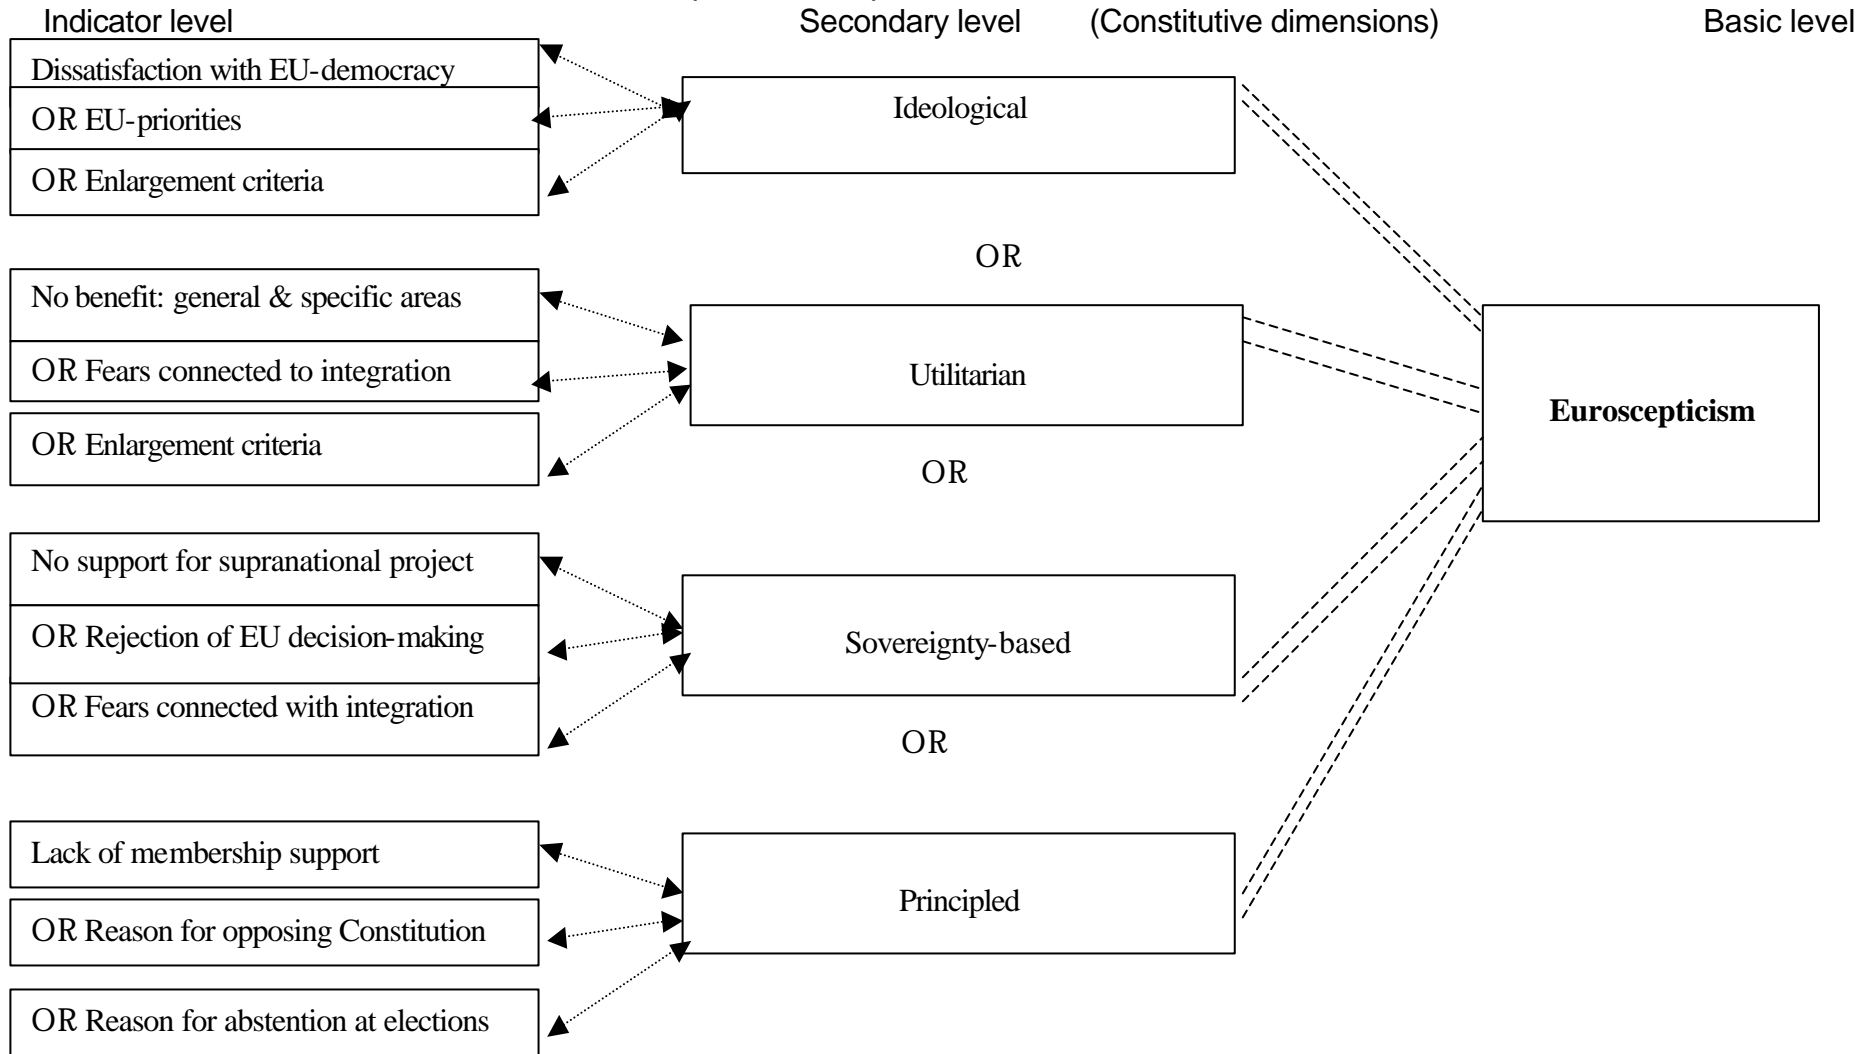 Indicator level Secondary level (Constitutive dimensions) Basic level
Dissatisfaction with EU-democracy
OR EU-priorities
OR Enlargement criteria
Ideological
OR
No benefit: general & specific areas
OR Fears connected to integration
OR Enlargement criteria
Utilitarian
Euroscepticism
OR
No support for supranational project
OR Rejection of EU decision-making
OR Fears connected with integration
Sovereignty-based
OR
Lack of membership support
OR Reason for opposing Constitution
OR Reason for abstention at elections
Principled